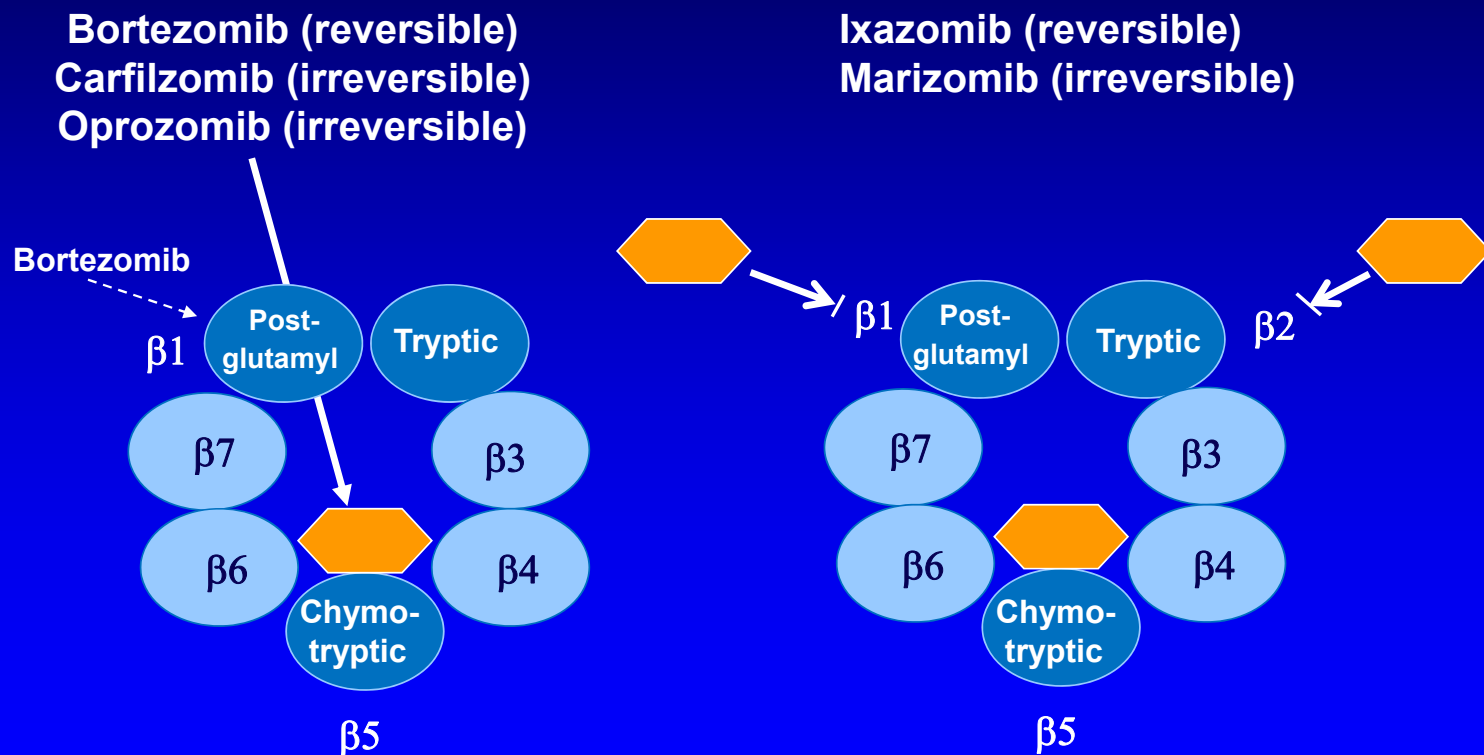 Bortezomib (reversible)
Carfilzomib (irreversible)
Oprozomib (irreversible)
Bortezomib
Post-
glutamyl
Tryptic
β1
β7
β3
β6
β4
Chymo-
tryptic
β5
Ixazomib (reversible)
Marizomib (irreversible)
β1
Post-
glutamyl
Tryptic
β2
β7
β3
β6
β4
Chymo-
tryptic
β5